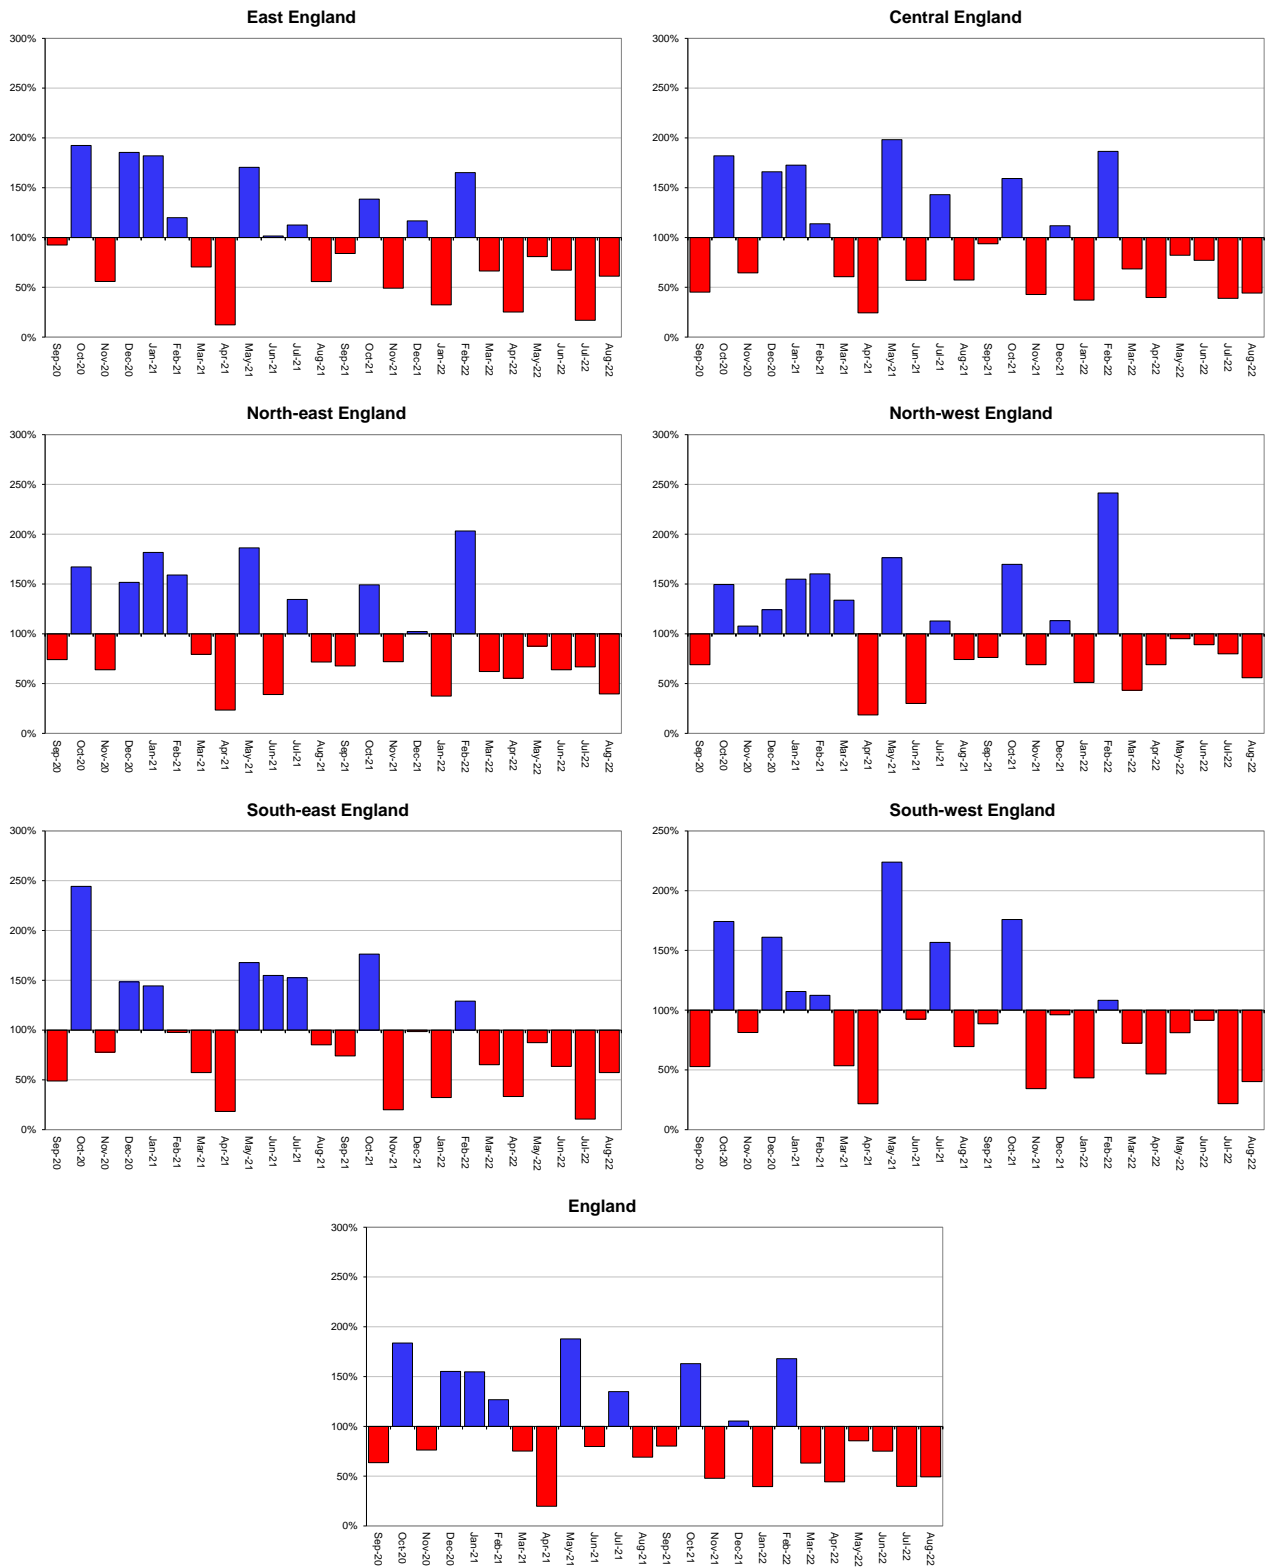 East England
300%
250%
200%
150%
100%
50%
0%
Sep-20
Oct-20
Nov-20
Dec-20
Jan-21
Feb-21
Mar-21
Apr-21
May-21
Jun-21
Jul-21
Aug-21
Sep-21
Oct-21
Nov-21
Dec-21
Jan-22
Feb-22
Mar-22
Apr-22
May-22
Jun-22
Jul-22
Aug-22
Central England
300%
250%
200%
150%
100%
50%
0%
Sep-20
Oct-20
Nov-20
Dec-20
Jan-21
Feb-21
Mar-21
Apr-21
May-21
Jun-21
Jul-21
Aug-21
Sep-21
Oct-21
Nov-21
Dec-21
Jan-22
Feb-22
Mar-22
Apr-22
May-22
Jun-22
Jul-22
Aug-22
North-east England
300%
250%
200%
150%
100%
50%
0%
Sep-20
Oct-20
Nov-20
Dec-20
Jan-21
Feb-21
Mar-21
Apr-21
May-21
Jun-21
Jul-21
Aug-21
Sep-21
Oct-21
Nov-21
Dec-21
Jan-22
Feb-22
Mar-22
Apr-22
May-22
Jun-22
Jul-22
Aug-22
North-west England
300%
250%
200%
150%
100%
50%
0%
Sep-20
Oct-20
Nov-20
Dec-20
Jan-21
Feb-21
Mar-21
Apr-21
May-21
Jun-21
Jul-21
Aug-21
Sep-21
Oct-21
Nov-21
Dec-21
Jan-22
Feb-22
Mar-22
Apr-22
May-22
Jun-22
Jul-22
Aug-22
South-east England
300%
250%
200%
150%
100%
50%
0%
Sep-20
Oct-20
Nov-20
Dec-20
Jan-21
Feb-21
Mar-21
Apr-21
May-21
Jun-21
Jul-21
Aug-21
Sep-21
Oct-21
Nov-21
Dec-21
Jan-22
Feb-22
Mar-22
Apr-22
May-22
Jun-22
Jul-22
Aug-22
South-west England
250%
200%
150%
100%
50%
0%
Sep-20
Oct-20
Nov-20
Dec-20
Jan-21
Feb-21
Mar-21
Apr-21
May-21
Jun-21
Jul-21
Aug-21
Sep-21
Oct-21
Nov-21
Dec-21
Jan-22
Feb-22
Mar-22
Apr-22
May-22
Jun-22
Jul-22
Aug-22
England
300%
250%
200%
150%
100%
50%
0%
Sep-20
Oct-20
Nov-20
Dec-20
Jan-21
Feb-21
Mar-21
Apr-21
May-21
Jun-21
Jul-21
Aug-21
Sep-21
Oct-21
Nov-21
Dec-21
Jan-22
Feb-22
Mar-22
Apr-22
May-22
Jun-22
Jul-22
Aug-22